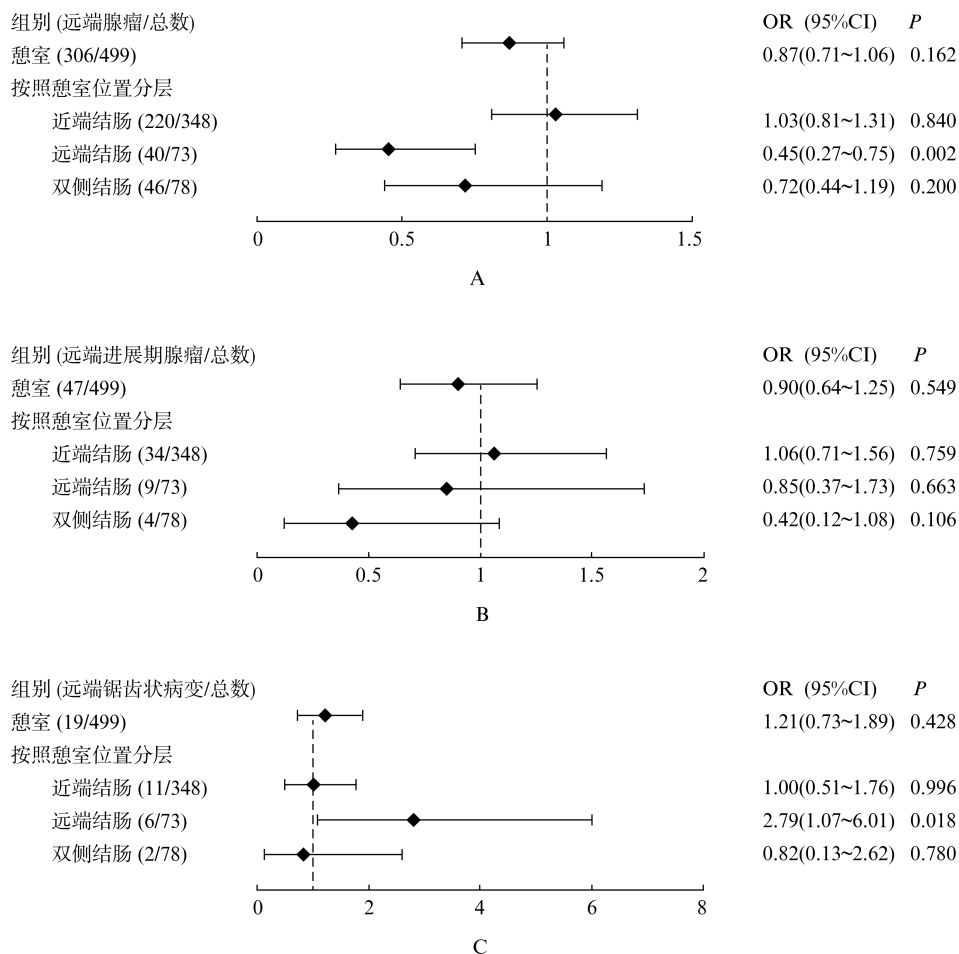 组别 (远端腺瘤/总数) OR (95%CI) P
憩室 (306/499) 0.87(0.71~1.06) 0.162
按照憩室位置分层
近端结肠 (220/348) 1.03(0.81~1.31) 0.840
远端结肠 (40/73) 0.45(0.27~0.75) 0.002
双侧结肠 (46/78) 0.72(0.44~1.19) 0.200
0 0.5 1 1.5
A
组别 (远端进展期腺瘤/总数) OR (95%CI) P
憩室 (47/499) 0.90(0.64~1.25) 0.549
按照憩室位置分层
近端结肠 (34/348) 1.06(0.71~1.56) 0.759
远端结肠 (9/73) 0.85(0.37~1.73) 0.663
双侧结肠 (4/78) 0.42(0.12~1.08) 0.106
0 0.5 1 1.5 2
B
组别 (远端锯齿状病变/总数) OR (95%CI) P
憩室 (19/499) 1.21(0.73~1.89) 0.428
按照憩室位置分层
近端结肠 (11/348) 1.00(0.51~1.76) 0.996
远端结肠 (6/73) 2.79(1.07~6.01) 0.018
双侧结肠 (2/78) 0.82(0.13~2.62) 0.780
0 2 4 6 8
C